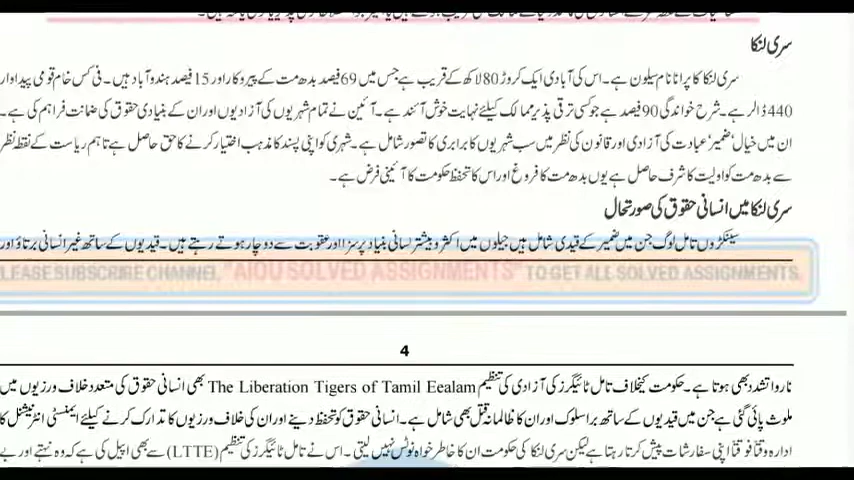 سری لنکا
سری لنکا کا پرانا نام سیلون ہے۔ اس کی آبادی ایک کروڑ 80 لاکھ کے قریب ہے جس میں 69 فیصد بدھ مت کے پیروکار اور 15 فیصد ہندو آباد ہیں۔ فی کس خام قومی پیداوار
440 ڈالر ہے۔ شرح خواندگی 90 فیصد ہے جو کسی ترقی پذیر ممالک کیلئے نہایت خوش آئند ہے۔ آئین نے تمام شہریوں کی آزادیوں اور ان کے بنیادی حقوق کی ضمانت فراہم کی ہے۔
ان میں خیال‘ ضمیر‘ عبادت کی آزادی اور قانون کی نظر میں سب شہریوں کا برابری کا تصور شامل ہے۔ شہری کو اپنی پسند کا مذہب اختیار کرنے کا حق حاصل ہے تاہم ریاست کے نقطہ نظر
سے بدھ مت کو اولیت کا شرف حاصل ہے یوں بدھ مت کا فروغ اور اس کا تحفظ حکومت کا آئینی فرض ہے۔
سری لنکا میں انسانی حقوق کی صورتحال
سینکڑوں تامل لوگ جن میں ضمیر کے قیدی شامل ہیں جیلوں میں اکثر و بیشتر لسانی بنیاد پر سزا اور عقوبت سے دوچار ہوتے رہتے ہیں۔ قیدیوں کے ساتھ غیر انسانی برتاؤ اور
LEASE SUBSCRIBE CHANNEL "AIOU SOLVED ASSIGNMENTS" TO GET ALL SOLVED ASSIGNMENTS.
4
ناروا تشدد بھی ہوتا ہے۔ حکومت کیخلاف تامل ٹائیگرز کی آزادی کی تنظیم The Liberation Tigers of Tamil Eealam بھی انسانی حقوق کی متعدد خلاف ورزیوں میں
ملوث پائی گئی ہے جن میں قیدیوں کے ساتھ برا سلوک اور ان کا ظالمانہ قتل بھی شامل ہے۔ انسانی حقوق کو تحفظ دینے اور ان کی خلاف ورزیوں کا تدارک کرنے کیلئے ایمنسٹی انٹرنیشنل کا
ادارہ وقتاً فوقتاً اپنی سفارشات پیش کرتا رہتا ہے لیکن سری لنکا کی حکومت ان کا خاطر خواہ نوٹس نہیں لیتی۔ اس نے تامل ٹائیگرز کی تنظیم (LTTE) سے بھی اپیل کی ہے کہ وہ نہتے اور بے